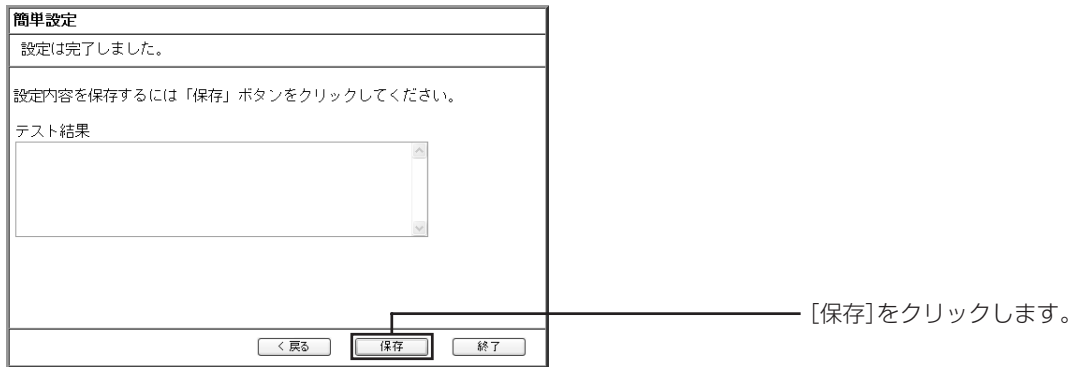 簡単設定
設定は完了しました。
設定内容を保存するには「保存」ボタンをクリックしてください。
テスト結果
[保存]をクリックします。
< 戻る 保存 終了